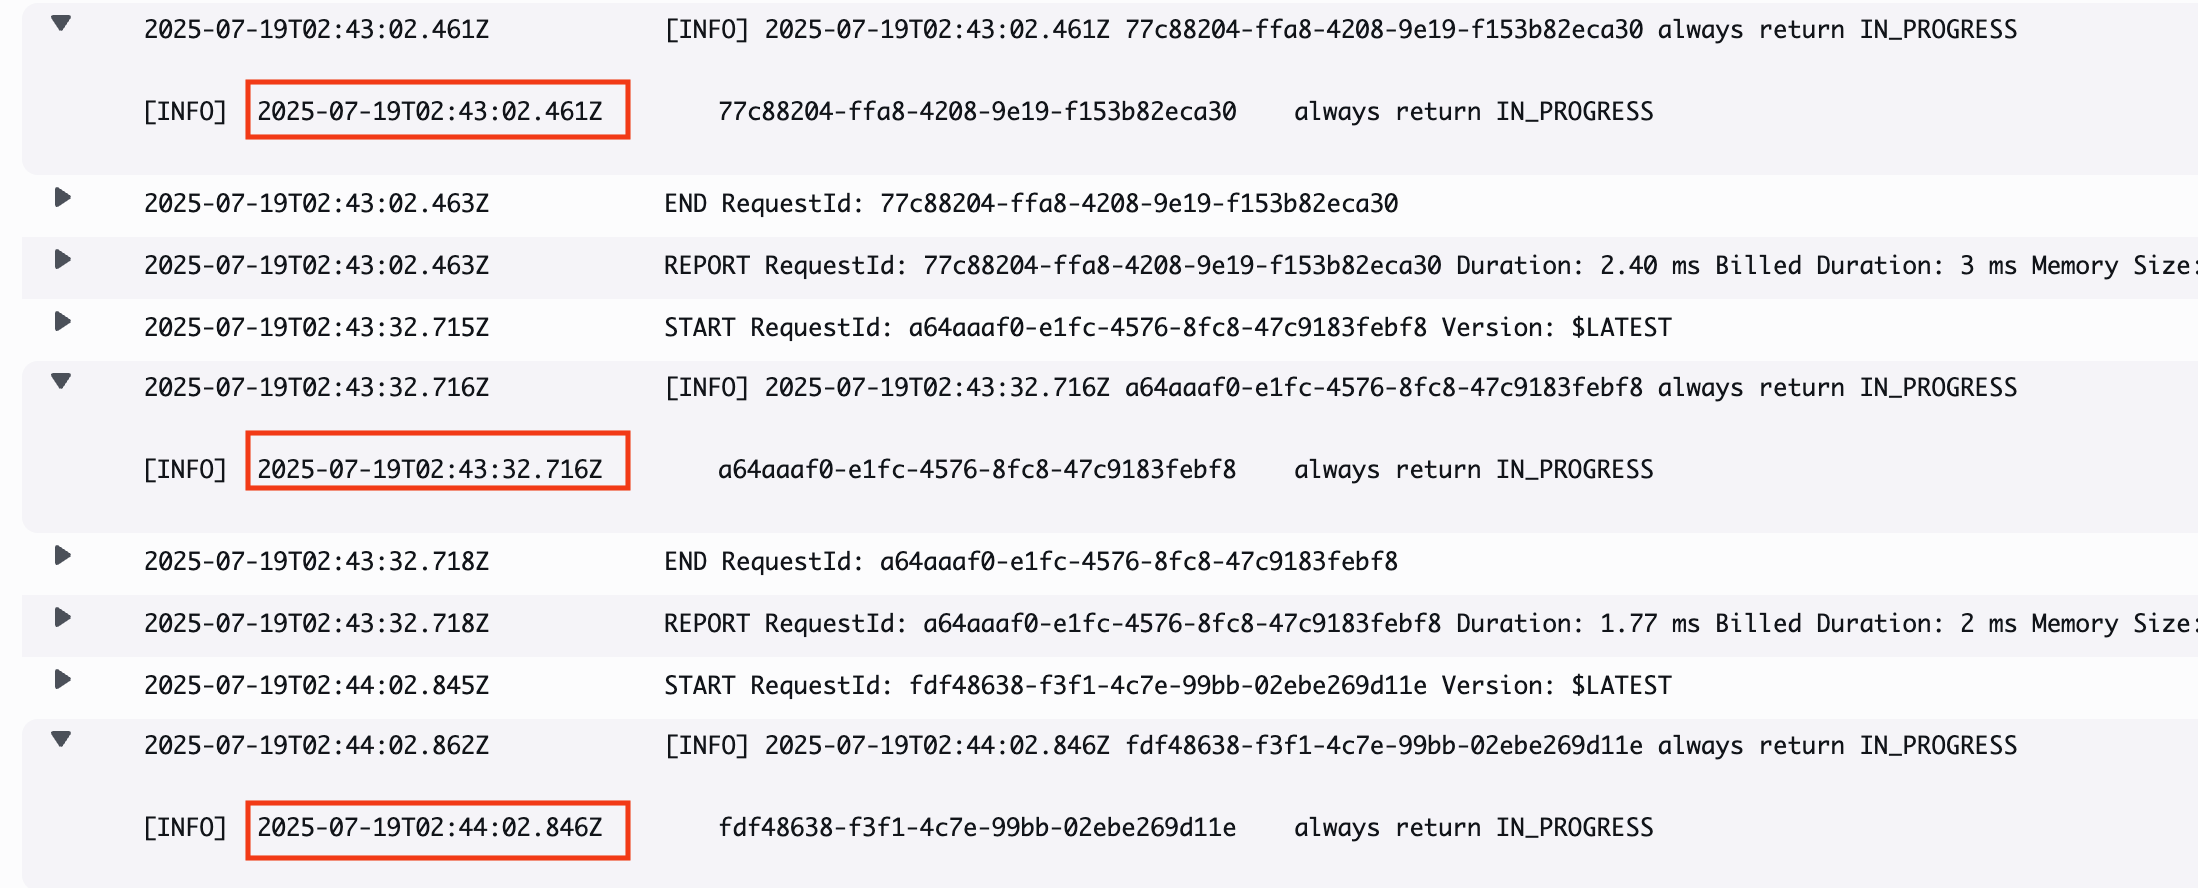 2025-07-19T02:43:02.461Z [INFO] 2025-07-19T02:43:02.461Z 77c88204-ffa8-4208-9e19-f153b82eca30 always return IN_PROGRESS
[INFO] 2025-07-19T02:43:02.461Z 77c88204-ffa8-4208-9e19-f153b82eca30 always return IN_PROGRESS
2025-07-19T02:43:02.463Z END RequestId: 77c88204-ffa8-4208-9e19-f153b82eca30
2025-07-19T02:43:02.463Z REPORT RequestId: 77c88204-ffa8-4208-9e19-f153b82eca30 Duration: 2.40 ms Billed Duration: 3 ms Memory Size:
2025-07-19T02:43:32.715Z START RequestId: a64aaaf0-e1fc-4576-8fc8-47c9183febf8 Version: $LATEST
2025-07-19T02:43:32.716Z [INFO] 2025-07-19T02:43:32.716Z a64aaaf0-e1fc-4576-8fc8-47c9183febf8 always return IN_PROGRESS
[INFO] 2025-07-19T02:43:32.716Z a64aaaf0-e1fc-4576-8fc8-47c9183febf8 always return IN_PROGRESS
2025-07-19T02:43:32.718Z END RequestId: a64aaaf0-e1fc-4576-8fc8-47c9183febf8
2025-07-19T02:43:32.718Z REPORT RequestId: a64aaaf0-e1fc-4576-8fc8-47c9183febf8 Duration: 1.77 ms Billed Duration: 2 ms Memory Size:
2025-07-19T02:44:02.845Z START RequestId: fdf48638-f3f1-4c7e-99bb-02ebe269d11e Version: $LATEST
2025-07-19T02:44:02.862Z [INFO] 2025-07-19T02:44:02.846Z fdf48638-f3f1-4c7e-99bb-02ebe269d11e always return IN_PROGRESS
[INFO] 2025-07-19T02:44:02.846Z fdf48638-f3f1-4c7e-99bb-02ebe269d11e always return IN_PROGRESS